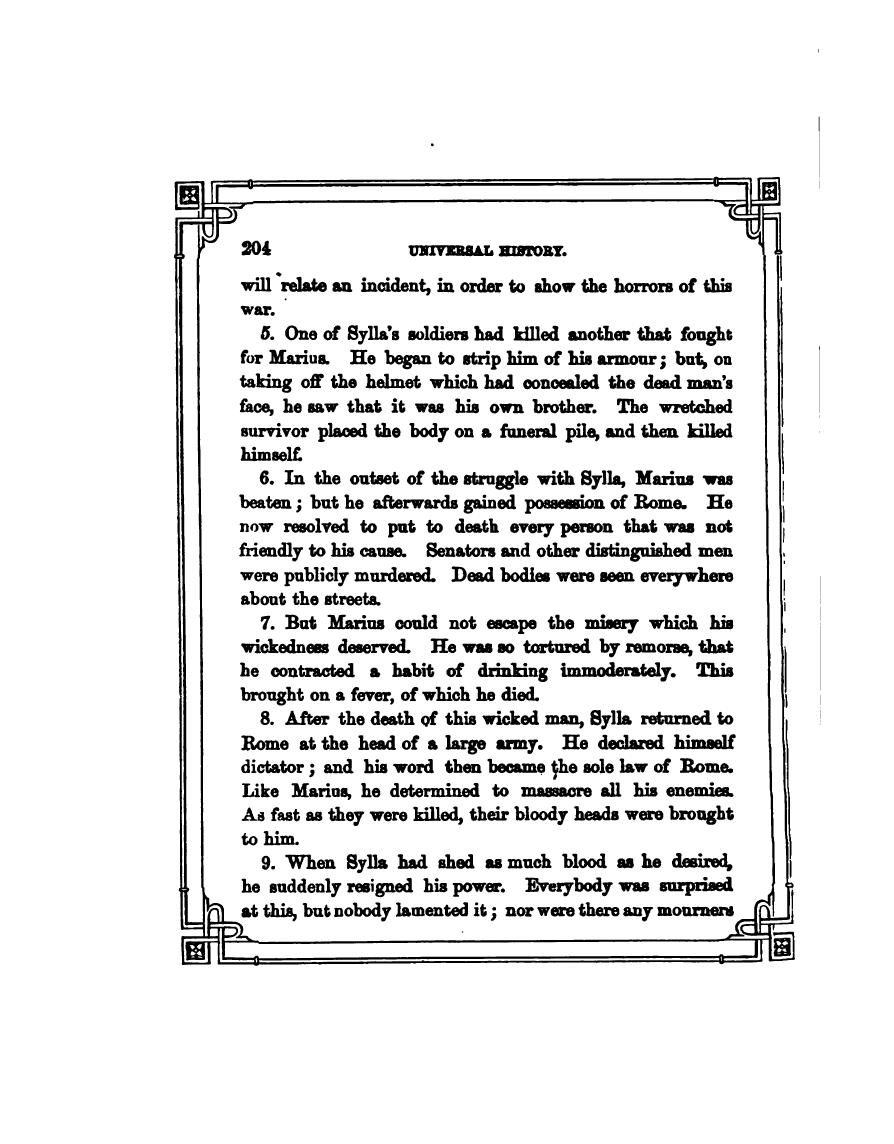 204 UNIVERSAL HISTORY.
will relate an incident, in order to show the horrors of this
war.
5. One of Sylla's soldiers had killed another that fought
for Marius. He began to strip him of his armour; but, on
taking off the helmet which had concealed the dead man's
face, he saw that it was his own brother. The wretched
survivor placed the body on a funeral pile, and then killed
himself.
6. In the outset of the struggle with Sylla, Marius was
beaten; but he afterwards gained possession of Rome. He
now resolved to put to death every person that was not
friendly to his cause. Senators and other distinguished men
were publicly murdered. Dead bodies were seen everywhere
about the streets.
7. But Marius could not escape the misery which his
wickedness deserved. He was so tortured by remorse, that
he contracted a habit of drinking immoderately. This
brought on a fever, of which he died.
8. After the death of this wicked man, Sylla returned to
Rome at the head of a large army. He declared himself
dictator; and his word then became the sole law of Rome.
Like Marius, he determined to massacre all his enemies.
As fast as they were killed, their bloody heads were brought
to him.
9. When Sylla had shed as much blood as he desired,
he suddenly resigned his power. Everybody was surprised
at this, but nobody lamented it; nor were there any mourners